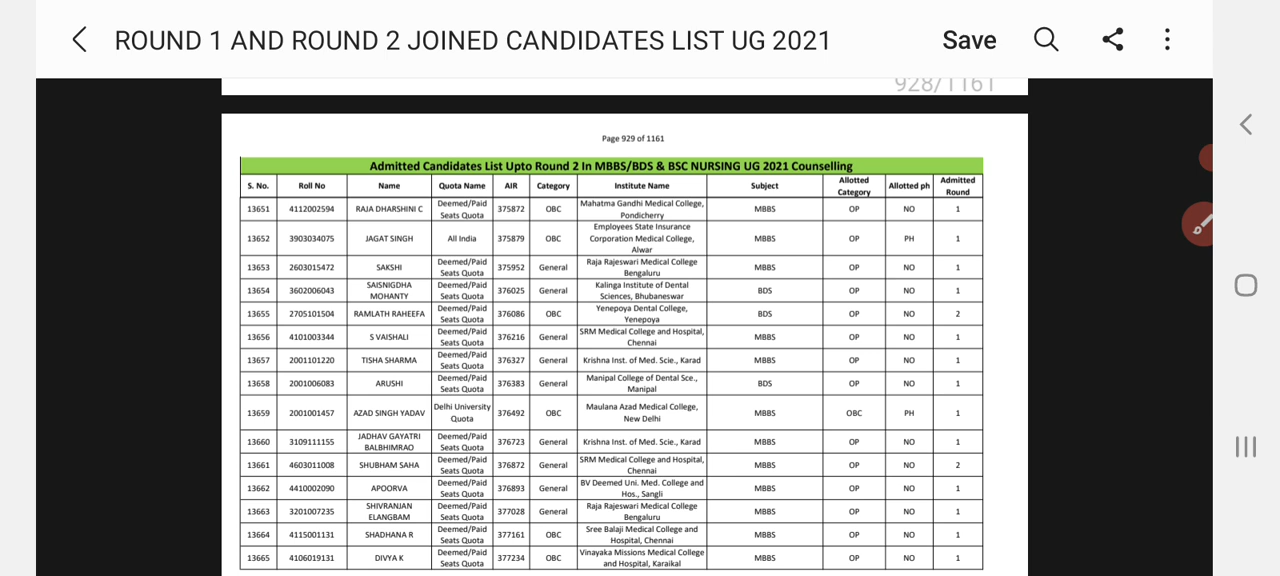 ROUND 1 AND ROUND 2 JOINED CANDIDATES LIST UG 2021 Save
928/1161
Page 929 of 1161
Admitted Candidates List Upto Round 2 In MBBS/BDS & BSC NURSING UG 2021 Counselling
S. No. Roll No Name Quota Name AIR Category Institute Name Subject Allotted Category Allotted ph Admitted Round
13651 4112002594 RAJA DHARSHINI C Deemed/Paid Seats Quota 375872 OBC Mahatma Gandhi Medical College, Pondicherry MBBS OP NO 1
13652 3903034075 JAGAT SINGH All India 375879 OBC Employees State Insurance Corporation Medical College, Alwar MBBS OP PH 1
13653 2603015472 SAKSHI Deemed/Paid Seats Quota 375952 General Raja Rajeswari Medical College Bengaluru MBBS OP NO 1
13654 3602006043 SAISNIGDHA MOHANTY Deemed/Paid Seats Quota 376025 General Kalinga Institute of Dental Sciences, Bhubaneswar BDS OP NO 1
13655 2705101504 RAMLATH RAHEEFA Deemed/Paid Seats Quota 376086 OBC Yenepoya Dental College, Yenepoya BDS OP NO 2
13656 4101003344 S VAISHALI Deemed/Paid Seats Quota 376216 General SRM Medical College and Hospital, Chennai MBBS OP NO 1
13657 2001101220 TISHA SHARMA Deemed/Paid Seats Quota 376327 General Krishna Inst. of Med. Scie., Karad MBBS OP NO 1
13658 2001006083 ARUSHI Deemed/Paid Seats Quota 376383 General Manipal College of Dental Sce., Manipal BDS OP NO 1
13659 2001001457 AZAD SINGH YADAV Delhi University Quota 376492 OBC Maulana Azad Medical College, New Delhi MBBS OBC PH 1
13660 3109111155 JADHAV GAYATRI BALBHIMRAO Deemed/Paid Seats Quota 376723 General Krishna Inst. of Med. Scie., Karad MBBS OP NO 1
13661 4603011008 SHUBHAM SAHA Deemed/Paid Seats Quota 376872 General SRM Medical College and Hospital, Chennai MBBS OP NO 2
13662 4410002090 APOORVA Deemed/Paid Seats Quota 376893 General BV Deemed Uni. Med. College and Hos., Sangli MBBS OP NO 1
13663 3201007235 SHIVRANJAN ELANGBAM Deemed/Paid Seats Quota 377028 General Raja Rajeswari Medical College Bengaluru MBBS OP NO 1
13664 4115001131 SHADHANA R Deemed/Paid Seats Quota 377161 OBC Sree Balaji Medical College and Hospital, Chennai MBBS OP NO 1
13665 4106019131 DIVYA K Deemed/Paid Seats Quota 377234 OBC Vinayaka Missions Medical College and Hospital, Karaikal MBBS OP NO 1